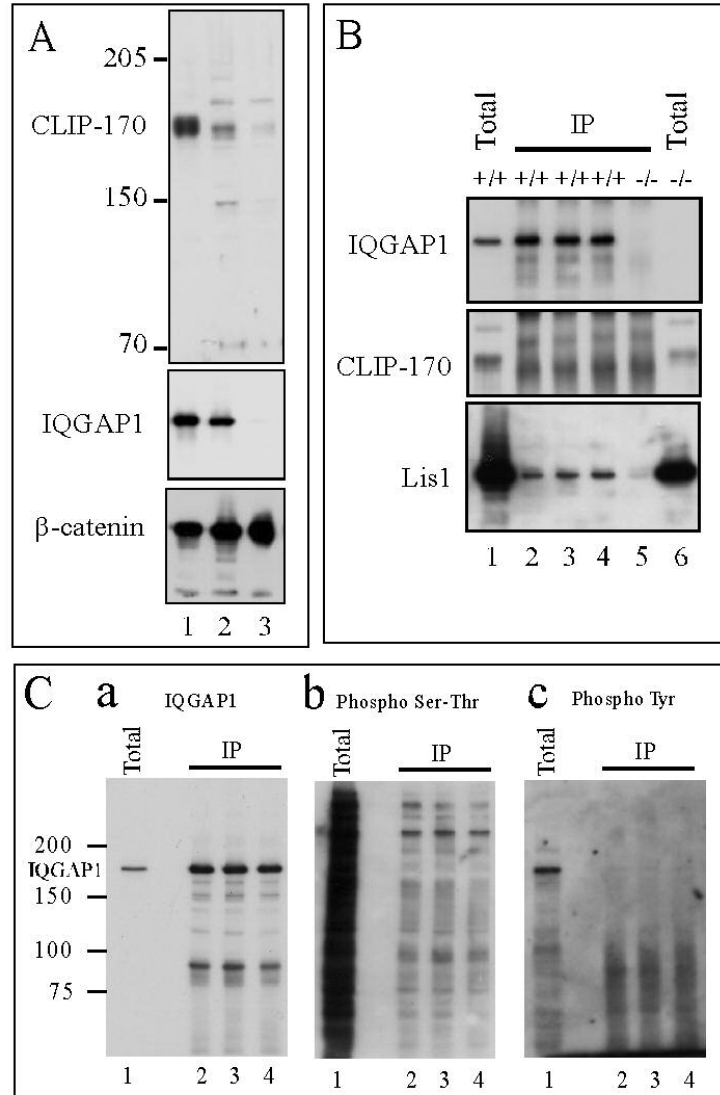 A
205
CLIP-170
150
70
IQGAP1
β-catenin
1 2 3
B
Total IP Total
+/+ +/+ +/+ +/+ -/- -/-
IQGAP1
CLIP-170
Lis1
1 2 3 4 5 6
C a IQGAP1 b Phospho Ser-Thr c Phospho Tyr
Total IP Total IP Total IP
200
IQGAP1
150
100
75
1 2 3 4 1 2 3 4 1 2 3 4